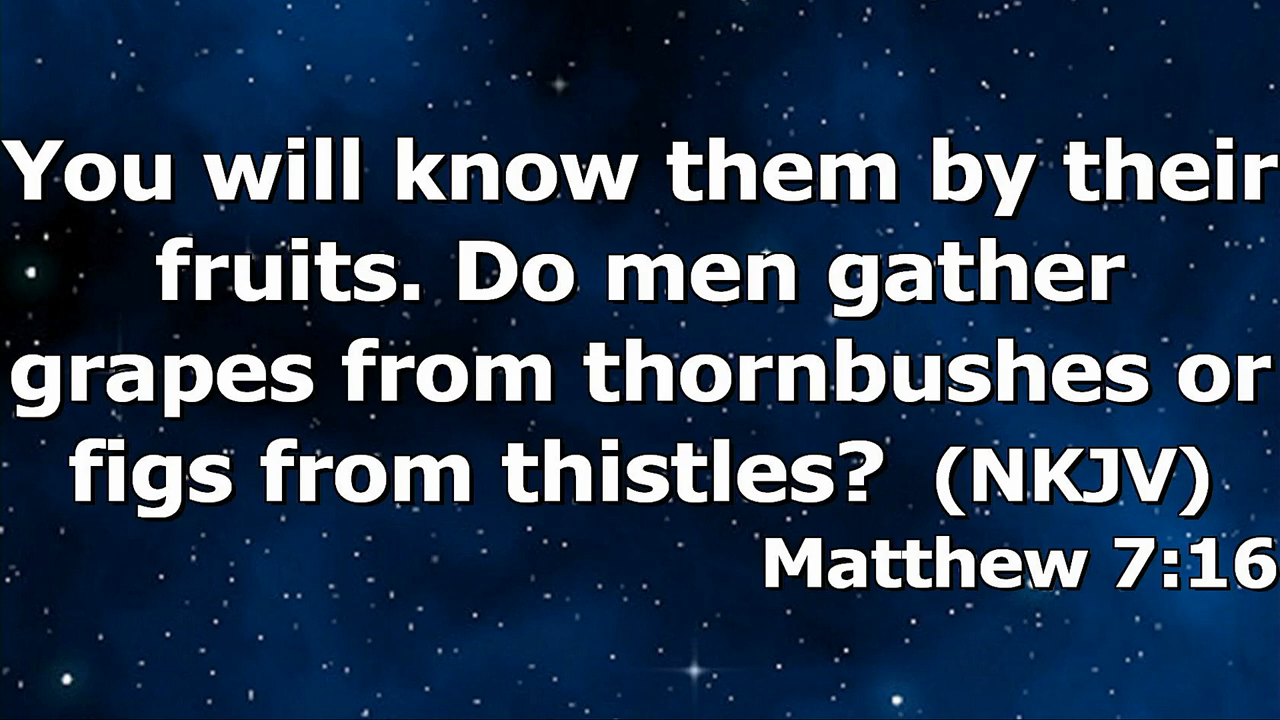 You will know them by their
fruits. Do men gather
grapes from thornbushes or
figs from thistles? (NKJV)
Matthew 7:16